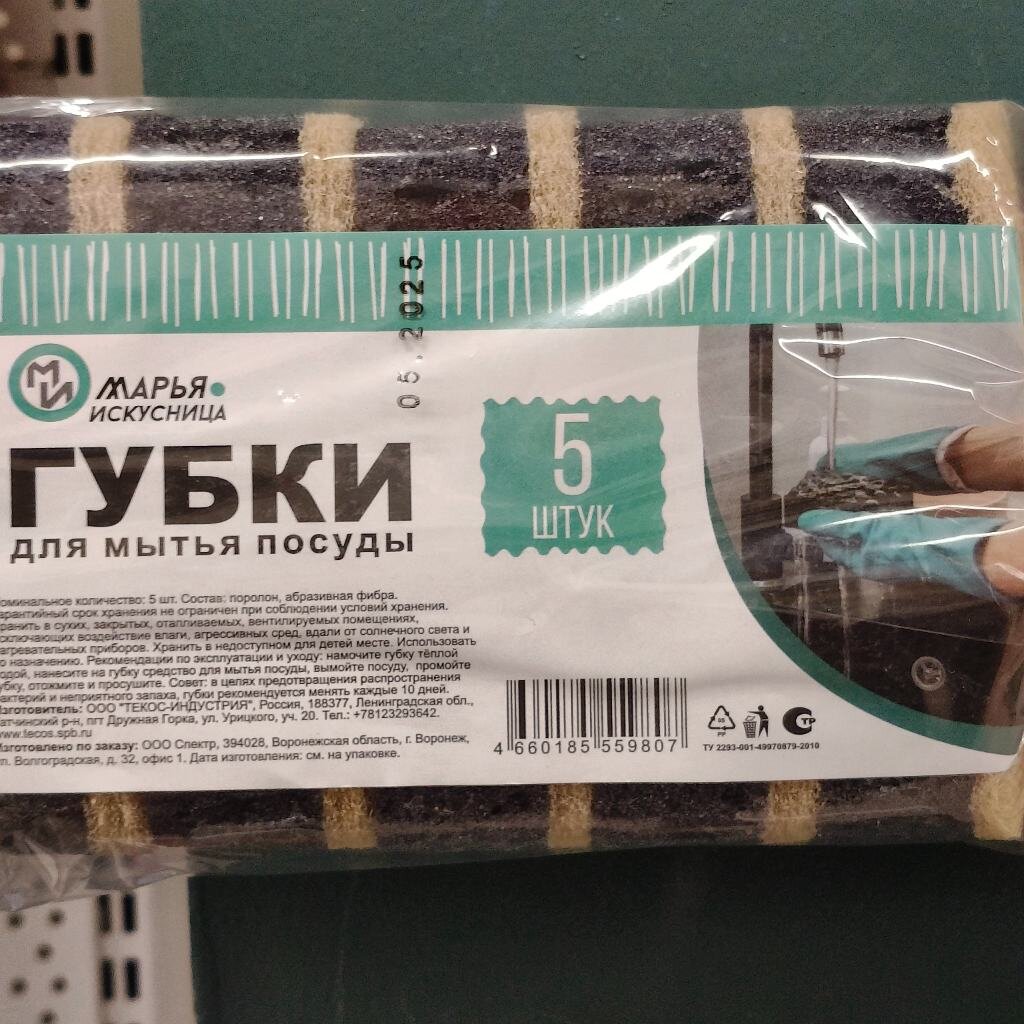 05.2025
МИ
МАРЬЯ
ИСКУСНИЦА
ГУБКИ
ДЛЯ МЫТЬЯ ПОСУДЫ
5
ШТУК
оминальное количество: 5 шт. Состав: поролон, абразивная фибра.
арантийный срок хранения не ограничен при соблюдении условий хранения.
ранить в сухих, закрытых, отапливаемых, вентилируемых помещениях,
сключающих воздействие влаги, агрессивных сред, вдали от солнечного света и
агревательных приборов. Хранить в недоступном для детей месте. Использовать
о назначению. Рекомендации по эксплуатации и уходу: намочите губку тёплой
одой, нанесите на губку средство для мытья посуды, вымойте посуду, промойте
убку, отожмите и просушите. Совет: в целях предотвращения распространения
актерий и неприятного запаха, губки рекомендуется менять каждые 10 дней.
Изготовитель: ООО "ТЕКОС-ИНДУСТРИЯ", Россия, 188377, Ленинградская обл.,
атчинский р-н, пгт Дружная Горка, ул. Урицкого, уч. 20. Тел.: +78123293642.
www.tecos.spb.ru
Изготовлено по заказу: ООО Спектр, 394028, Воронежская область, г. Воронеж,
ул. Волгоградская, д. 32, офис 1. Дата изготовления: см. на упаковке.
4 660185 559807
05
PP
СТР
ТУ 2293-001-49970879-2010